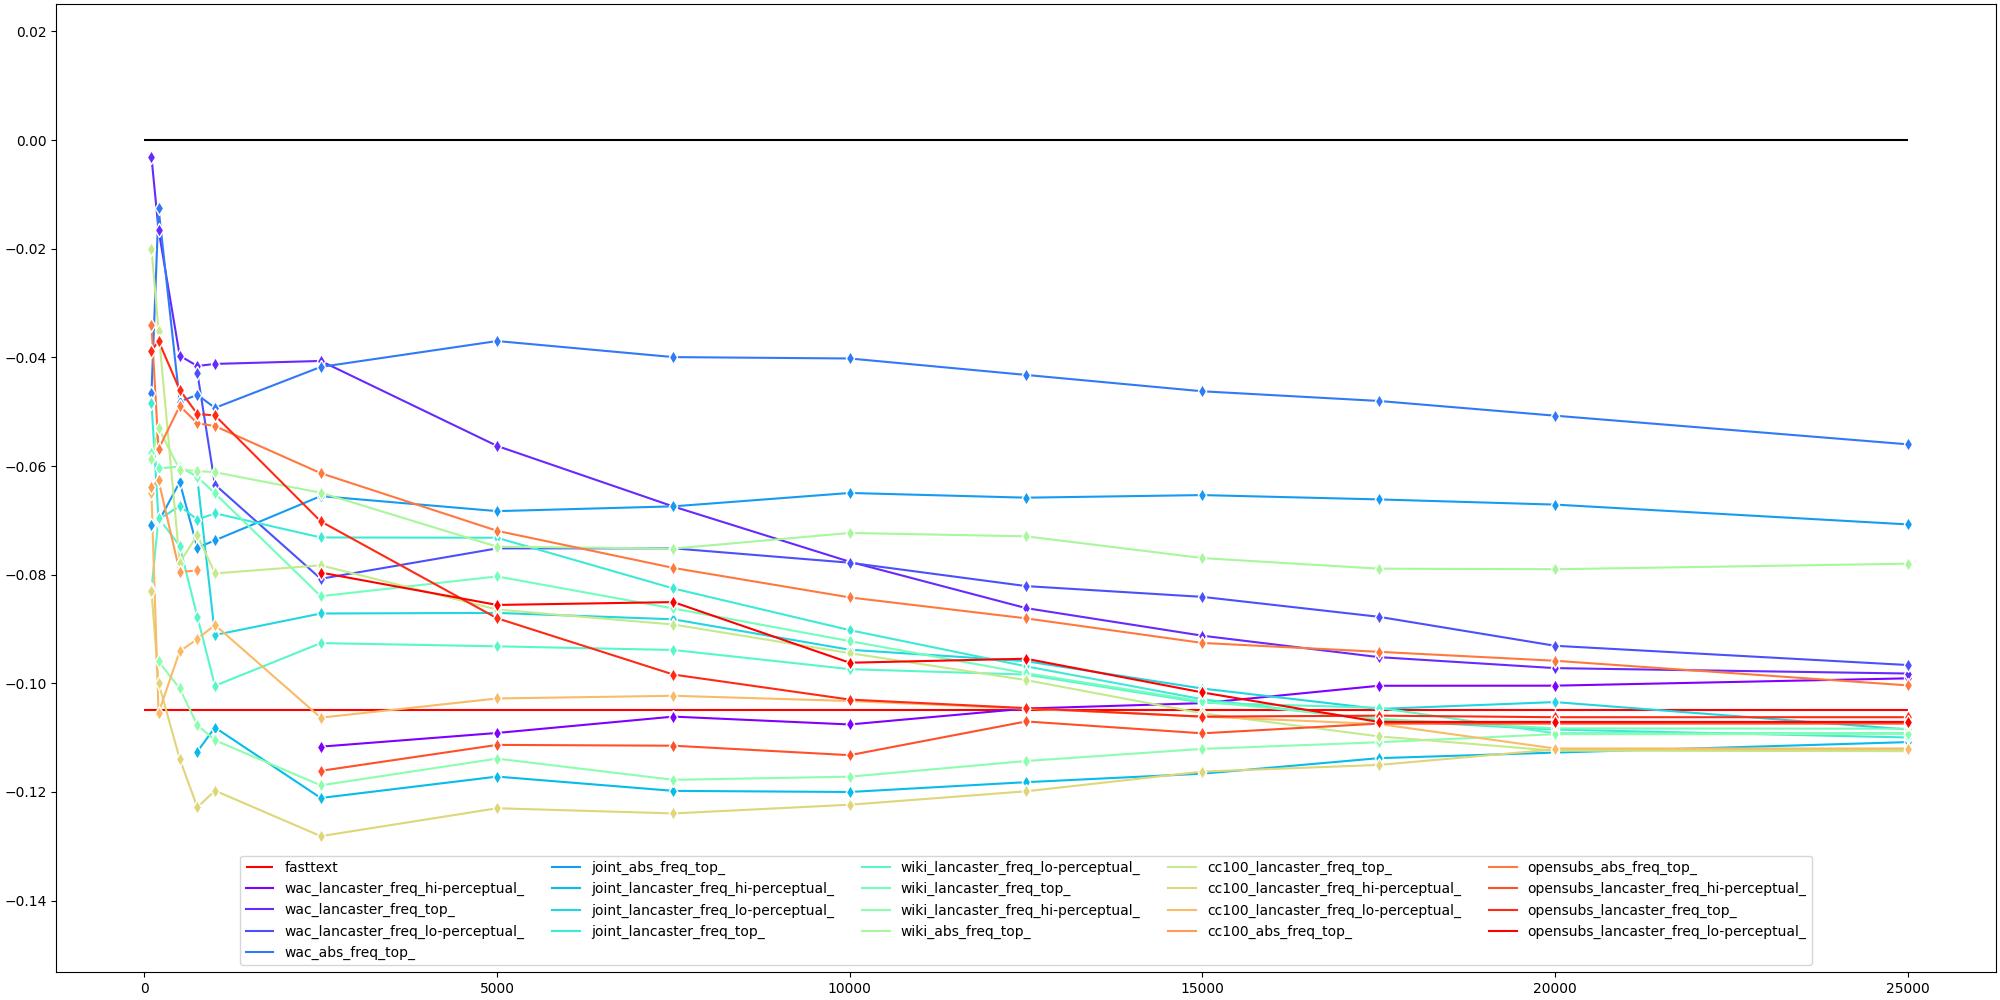 0.02
0.00
−0.02
−0.04
−0.06
−0.08
−0.10
−0.12
−0.14
fasttext
wac_lancaster_freq_hi-perceptual_
wac_lancaster_freq_top_
wac_lancaster_freq_lo-perceptual_
wac_abs_freq_top_
joint_abs_freq_top_
joint_lancaster_freq_hi-perceptual_
joint_lancaster_freq_lo-perceptual_
joint_lancaster_freq_top_
wiki_lancaster_freq_lo-perceptual_
wiki_lancaster_freq_top_
wiki_lancaster_freq_hi-perceptual_
wiki_abs_freq_top_
cc100_lancaster_freq_top_
cc100_lancaster_freq_hi-perceptual_
cc100_lancaster_freq_lo-perceptual_
cc100_abs_freq_top_
opensubs_abs_freq_top_
opensubs_lancaster_freq_hi-perceptual_
opensubs_lancaster_freq_top_
opensubs_lancaster_freq_lo-perceptual_
0 5000 10000 15000 20000 25000